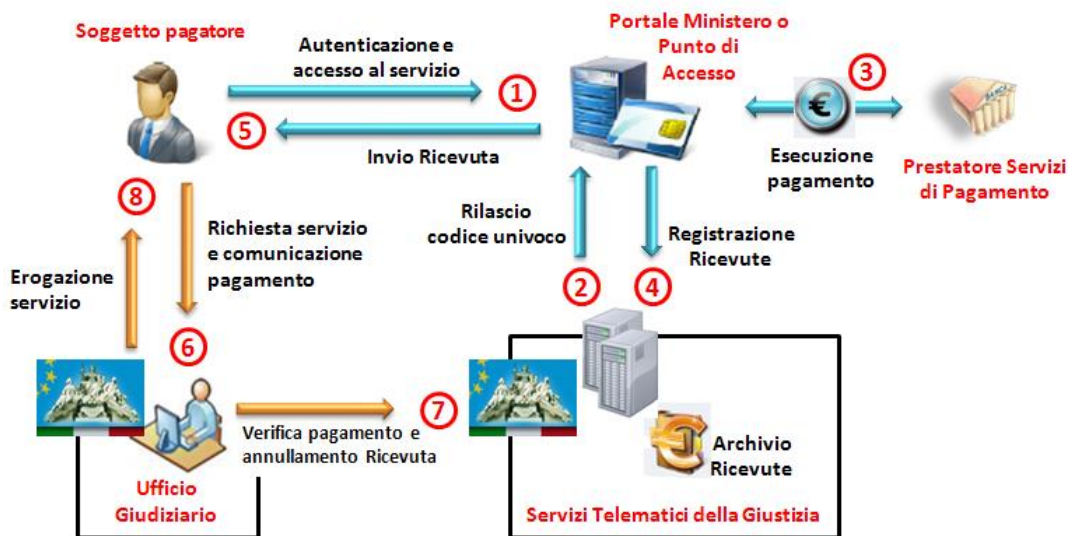 Soggetto pagatore
Autenticazione e
accesso al servizio
1
Portale Ministero o
Punto di
Accesso
3
€
BANCA
Esecuzione
pagamento
Prestatore Servizi
di Pagamento
5
Invio Ricevuta
8
Richiesta servizio
e comunicazione
pagamento
Rilascio
codice univoco
Registrazione
Ricevute
2
4
Erogazione
servizio
6
7
Verifica pagamento e
annullamento Ricevuta
Archivio
Ricevute
Ufficio
Giudiziario
Servizi Telematici della Giustizia